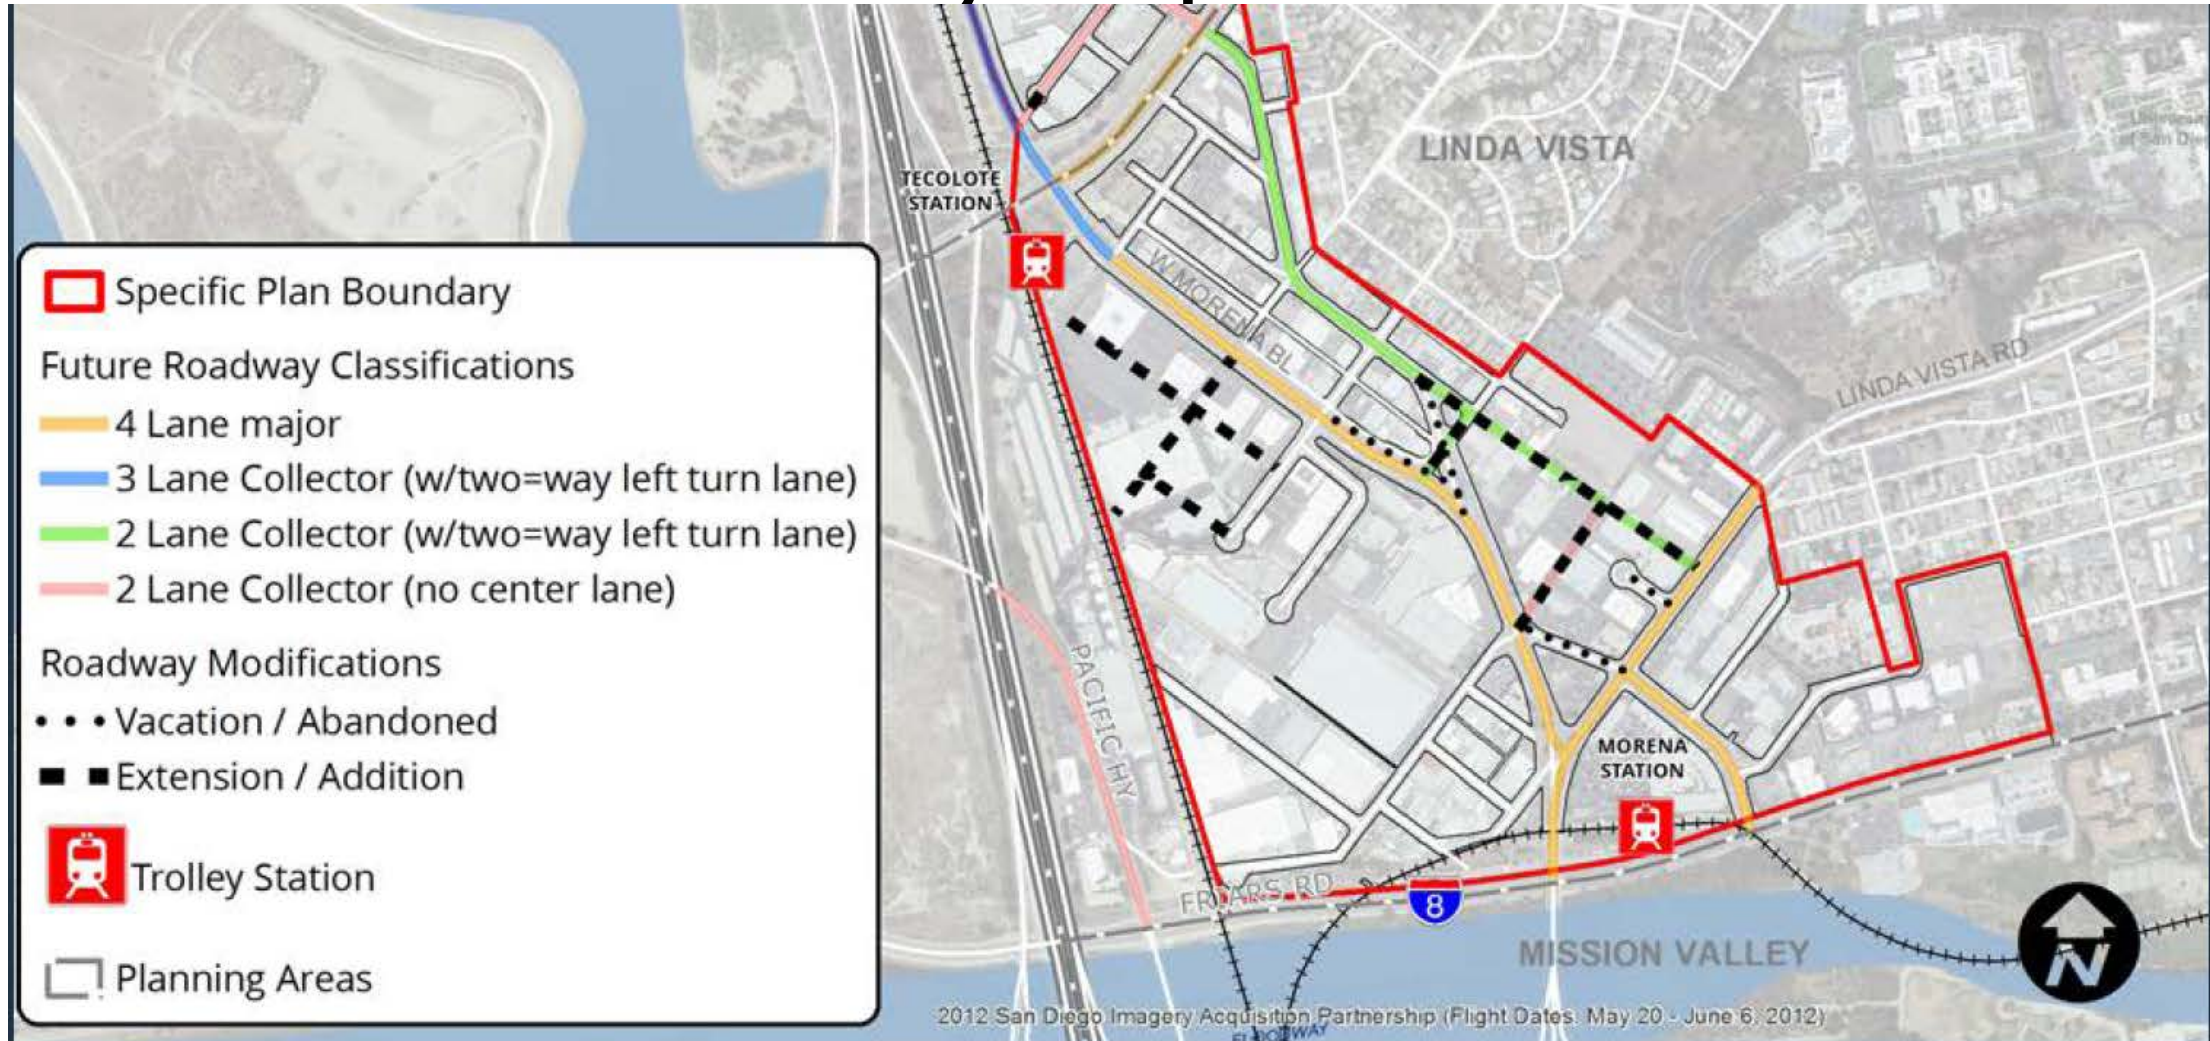 TECOLOTE
STATION
LINDA VISTA
W MORENA BL
LINDA VISTA RD
Specific Plan Boundary
Future Roadway Classifications
4 Lane major
3 Lane Collector (w/two=way left turn lane)
2 Lane Collector (w/two=way left turn lane)
2 Lane Collector (no center lane)
Roadway Modifications
Vacation / Abandoned
Extension / Addition
Trolley Station
Planning Areas
PACIFIC HY
MORENA
STATION
FRIARS RD
8
MISSION VALLEY
N
2012 San Diego Imagery Acquisition Partnership (Flight Dates: May 20 - June 6, 2012)